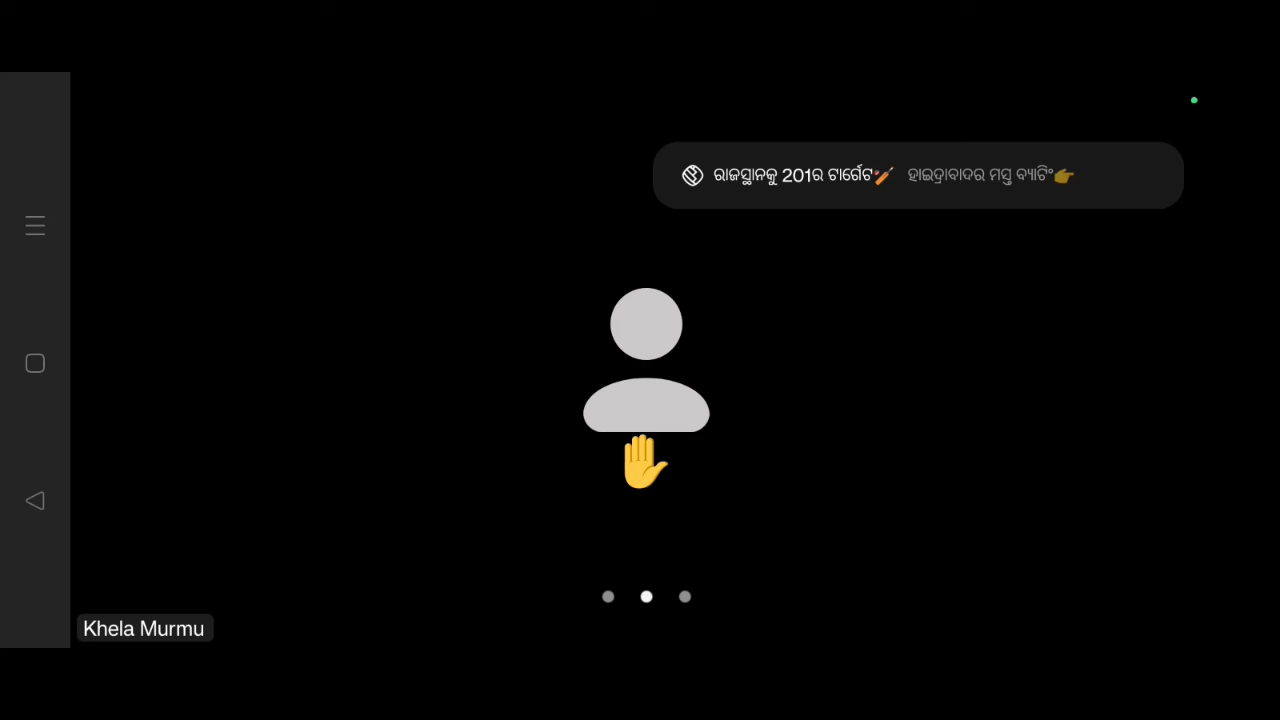 ରାଜସ୍ଥାନକୁ 201ର ଟାର୍ଗେଟ🏏 ହାଇଦ୍ରାବାଦର ମସ୍ତ ବ୍ୟାଟିଂ👉
Khela Murmu